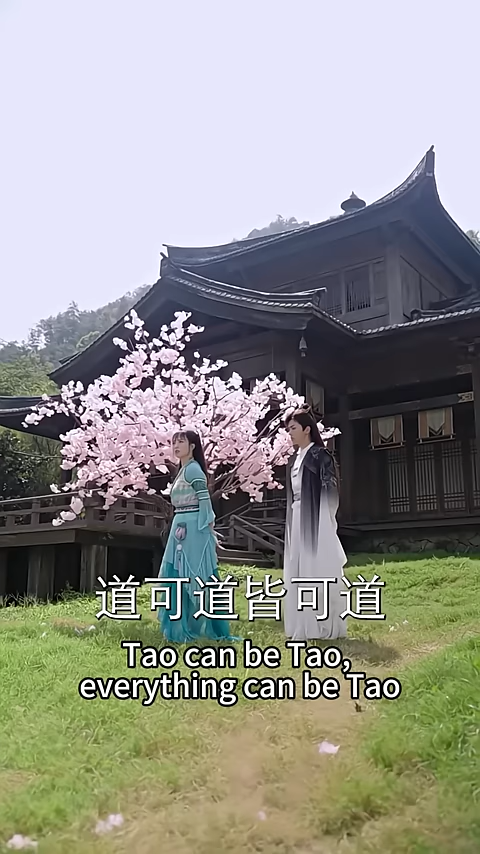 道可道皆可道
Tao can be Tao,
everything can be Tao